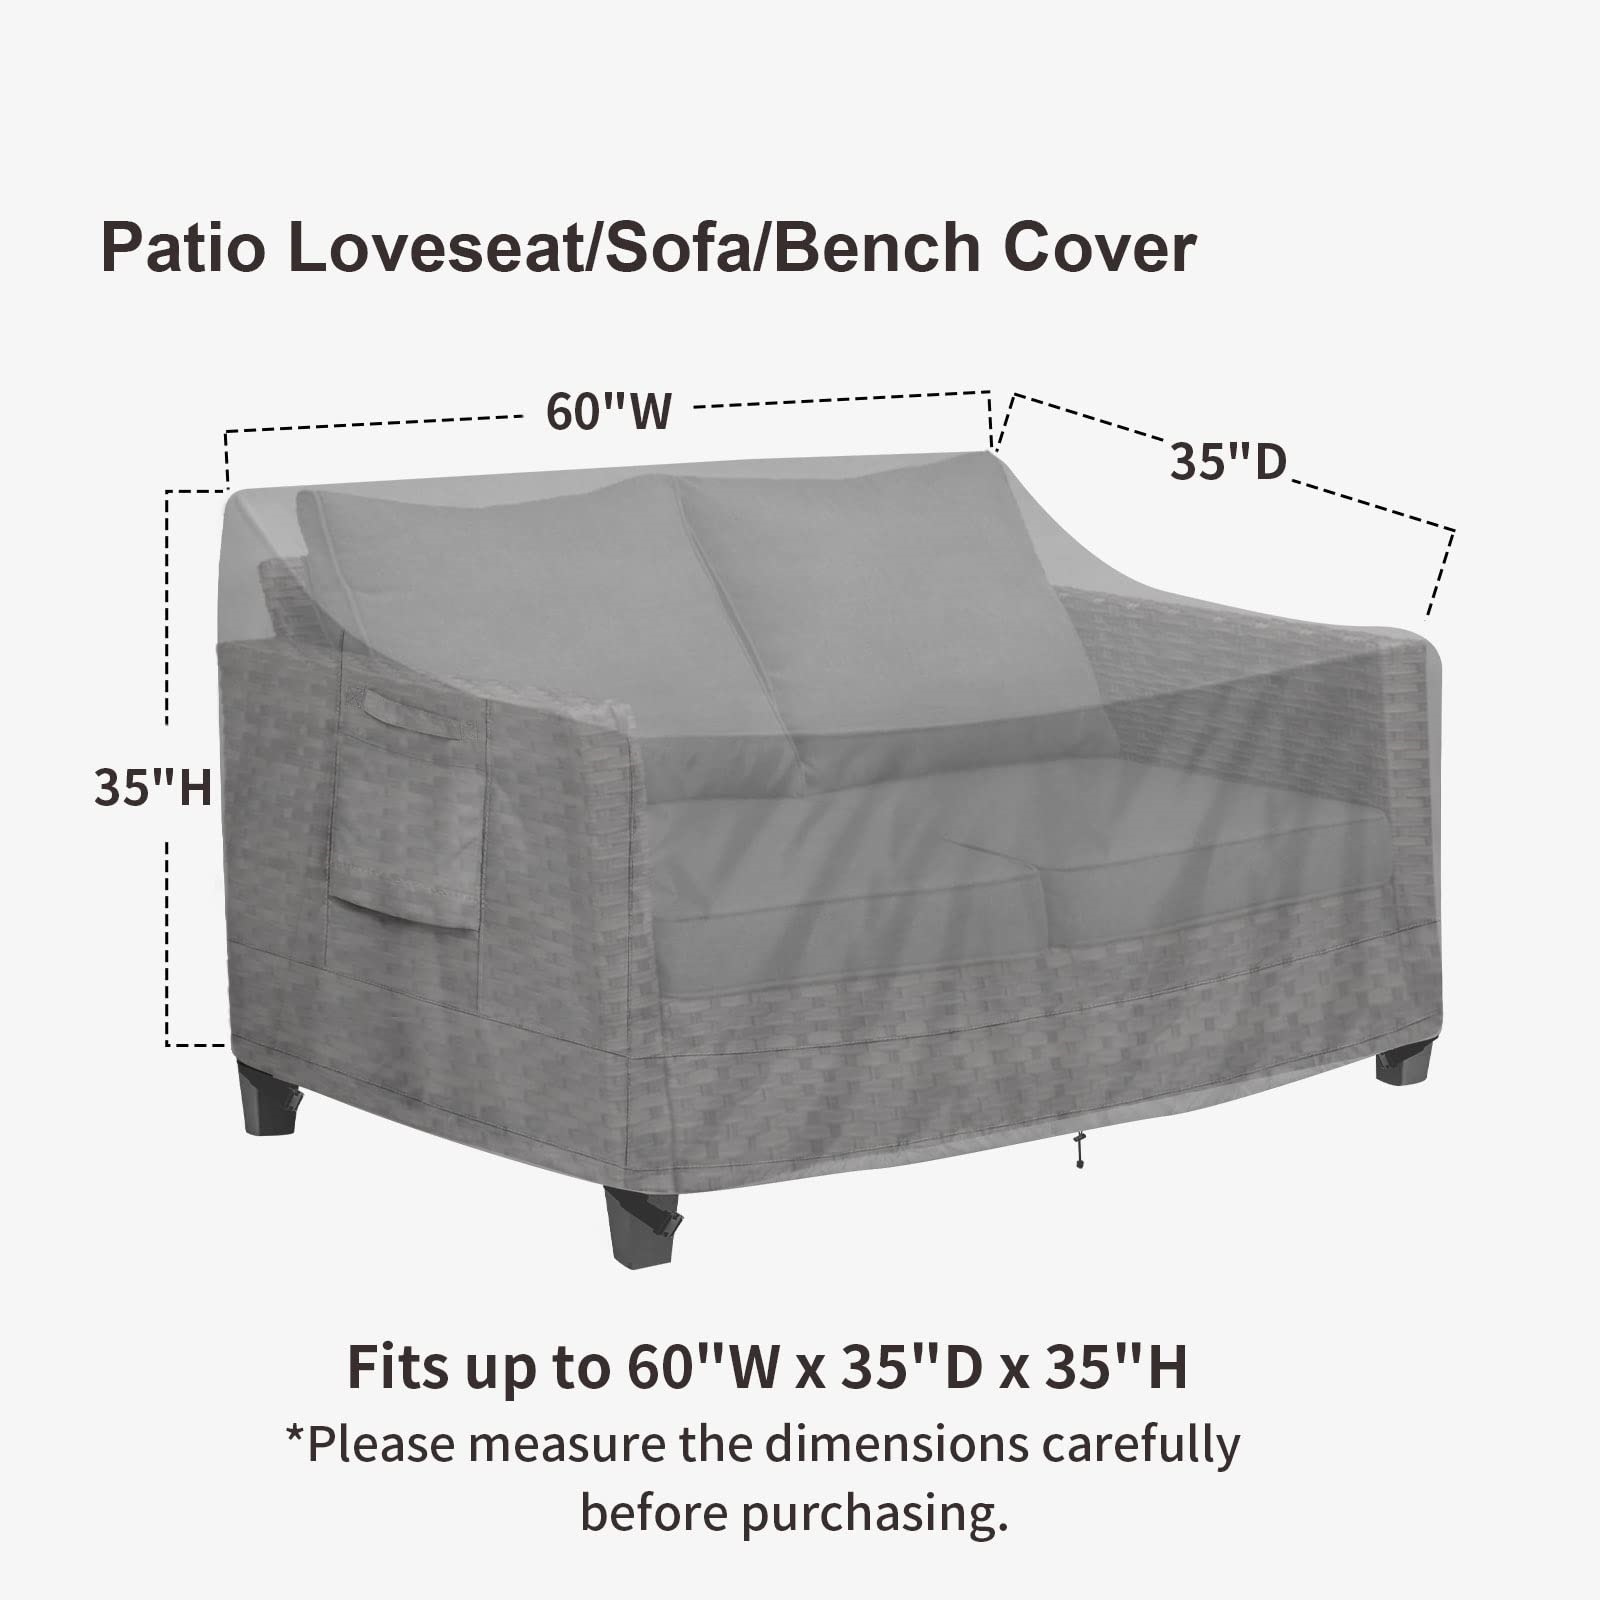 Patio Loveseat/Sofa/Bench Cover
60"W
35"D
35"H
Fits up to 60"W x 35"D x 35"H
*Please measure the dimensions carefully
before purchasing.